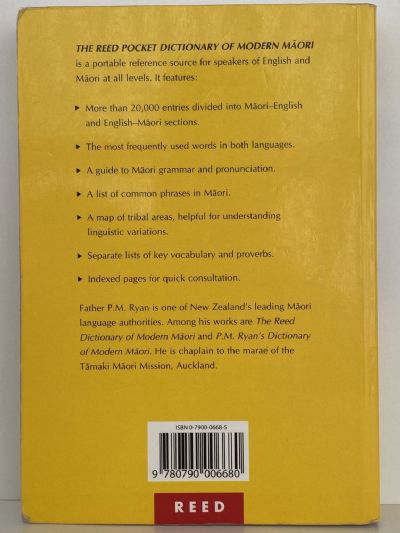 THE REED POCKET DICTIONARY OF MODERN MĀORI
is a portable reference source for speakers of English and
Māori at all levels. It features:
▸ More than 20,000 entries divided into Māori–English
and English–Māori sections.
▸ The most frequently used words in both languages.
▸ A guide to Māori grammar and pronunciation.
▸ A list of common phrases in Māori.
▸ A map of tribal areas, helpful for understanding
linguistic variations.
▸ Separate lists of key vocabulary and proverbs.
▸ Indexed pages for quick consultation.
Father P.M. Ryan is one of New Zealand's leading Māori
language authorities. Among his works are The Reed
Dictionary of Modern Māori and P.M. Ryan's Dictionary
of Modern Māori. He is chaplain to the marae of the
Tāmaki Māori Mission, Auckland.
ISBN 0-7900-0668-5
9 780790 006680
REED